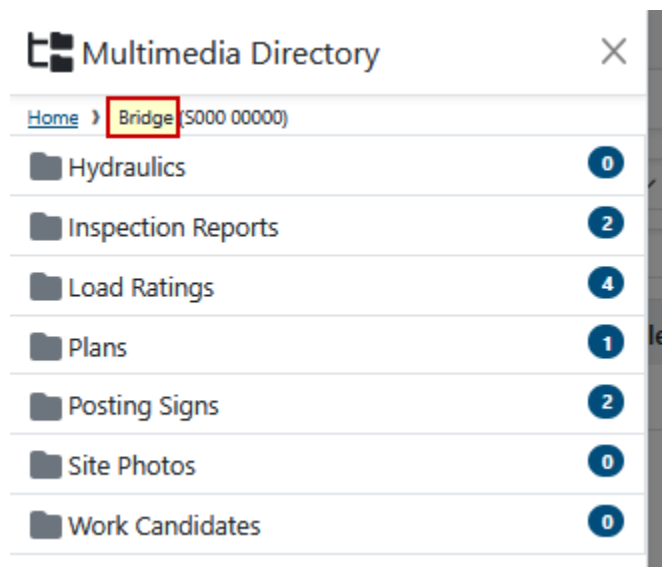 Multimedia Directory
Home > Bridge (S000 00000)
Hydraulics 0
Inspection Reports 2
Load Ratings 4
Plans 1
Posting Signs 2
Site Photos 0
Work Candidates 0